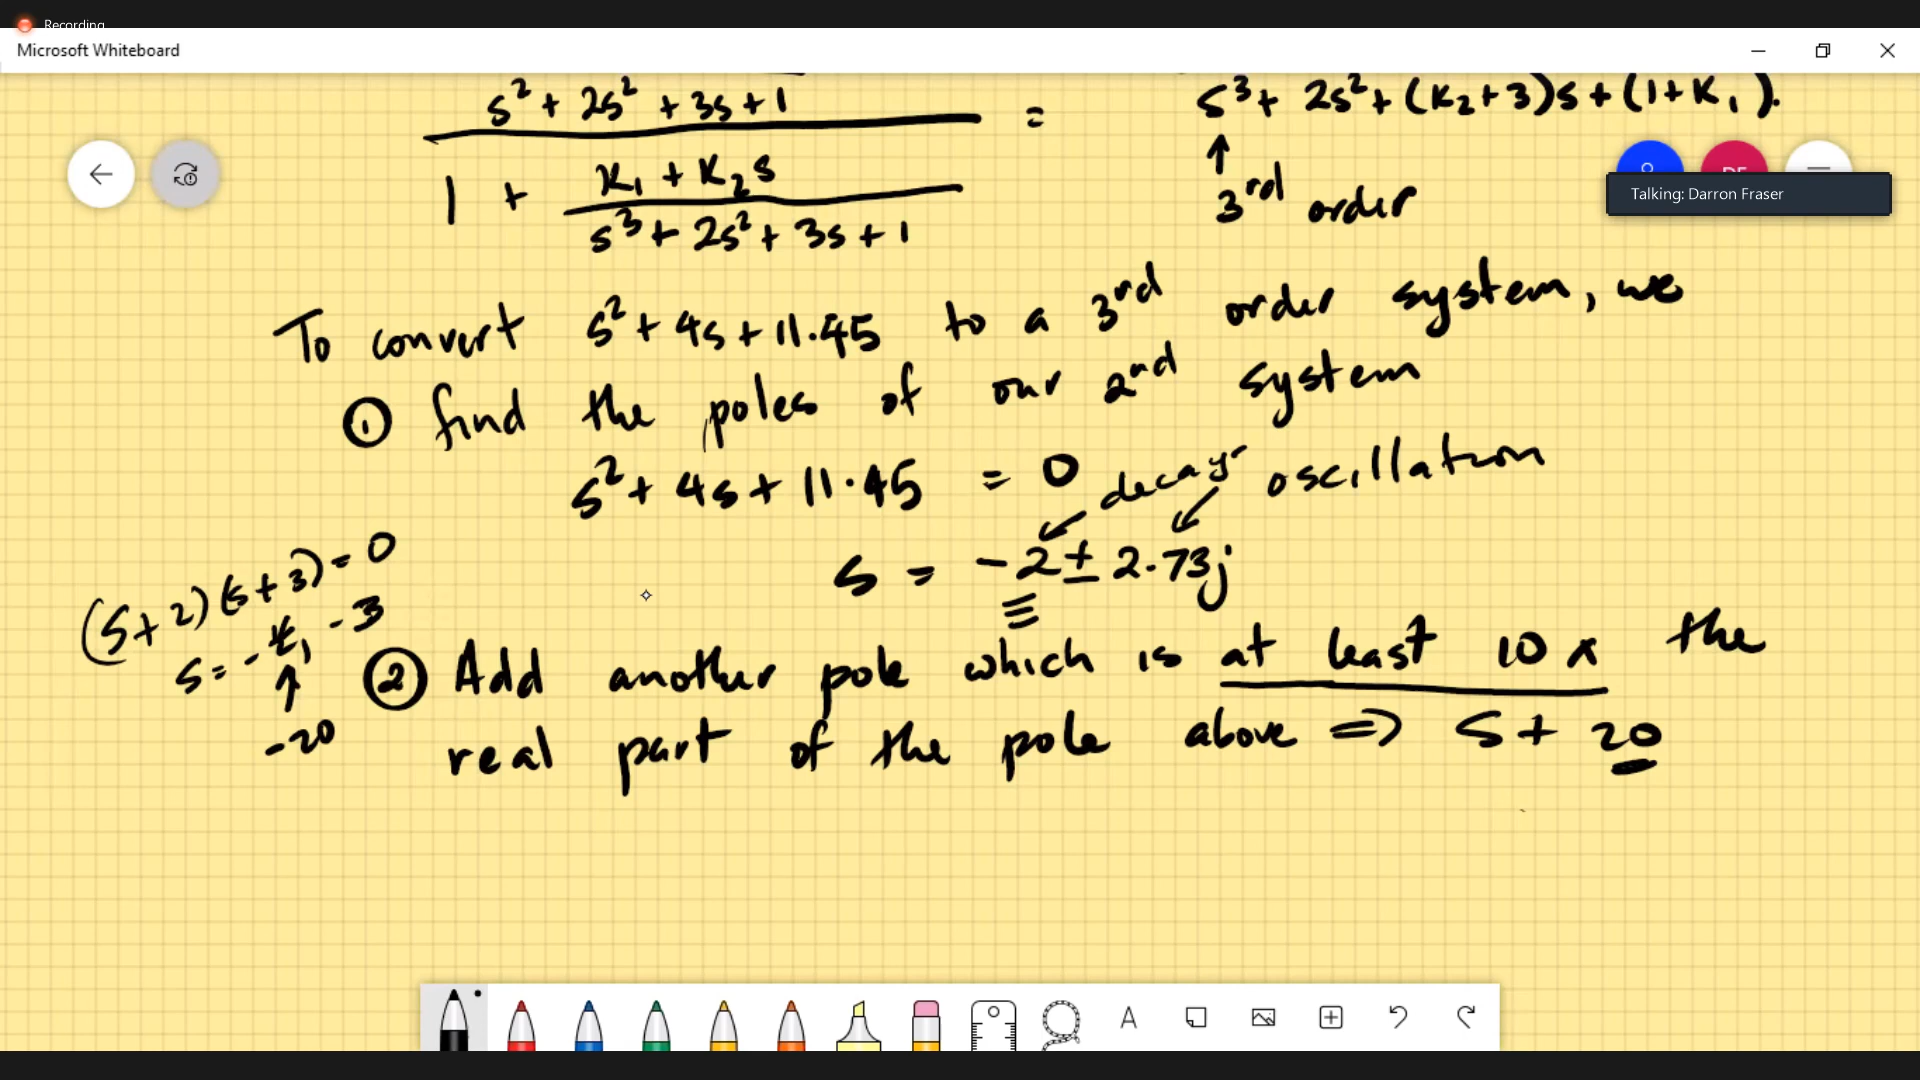 Recording
Microsoft Whiteboard
s² + 2s² + 3s + 1
1 + K₁ + K₂s
s³ + 2s² + 3s + 1
=
s³ + 2s² + (K₂+3)s + (1+K₁).
↑
3rd order
Talking: Darron Fraser
To convert s² + 4s + 11.45 to a 3rd order system, we
① find the poles of our 2nd system
s² + 4s + 11.45 = 0
decay oscillation
s = -2 ± 2.73j
(s+2)(s+3) = 0
s = - , -3
↑
-20
② Add another pole which is at least 10 x the
real part of the pole above => s + 20
A